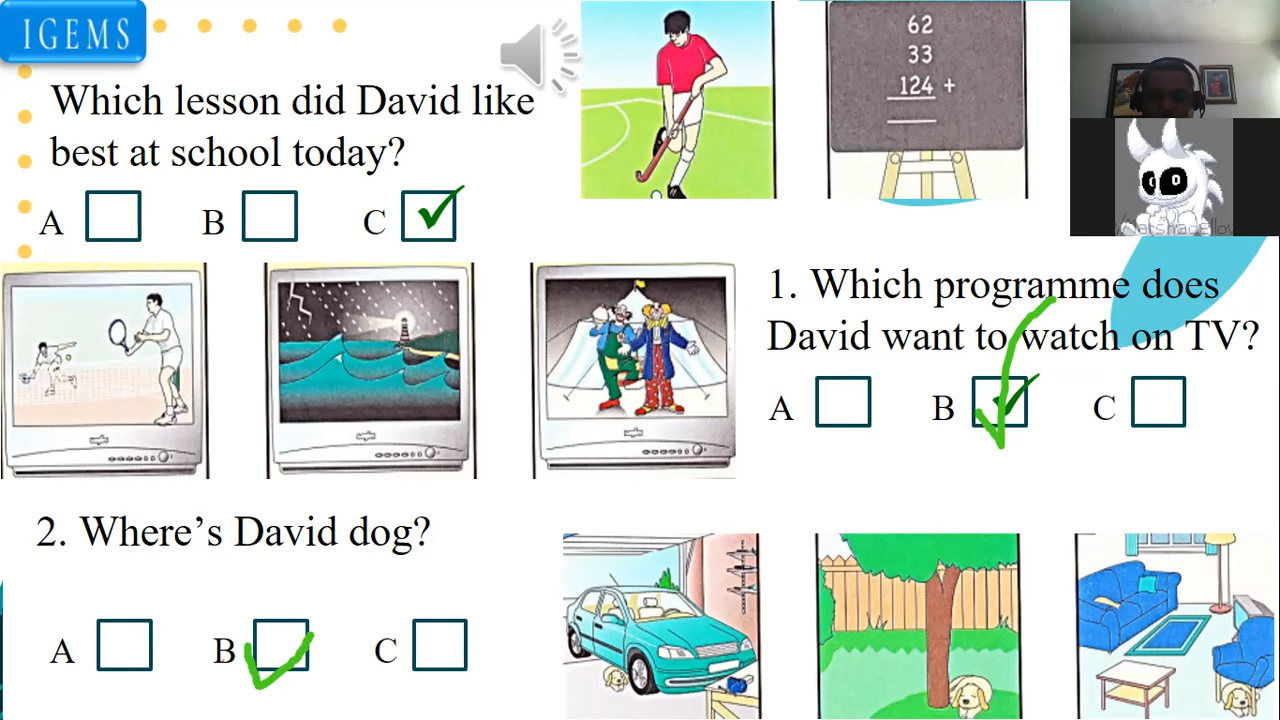 IGEMS
Which lesson did David like
best at school today?
A B C
62
33
124 +
1. Which programme does
David want to watch on TV?
A B C
2. Where's David dog?
A B C